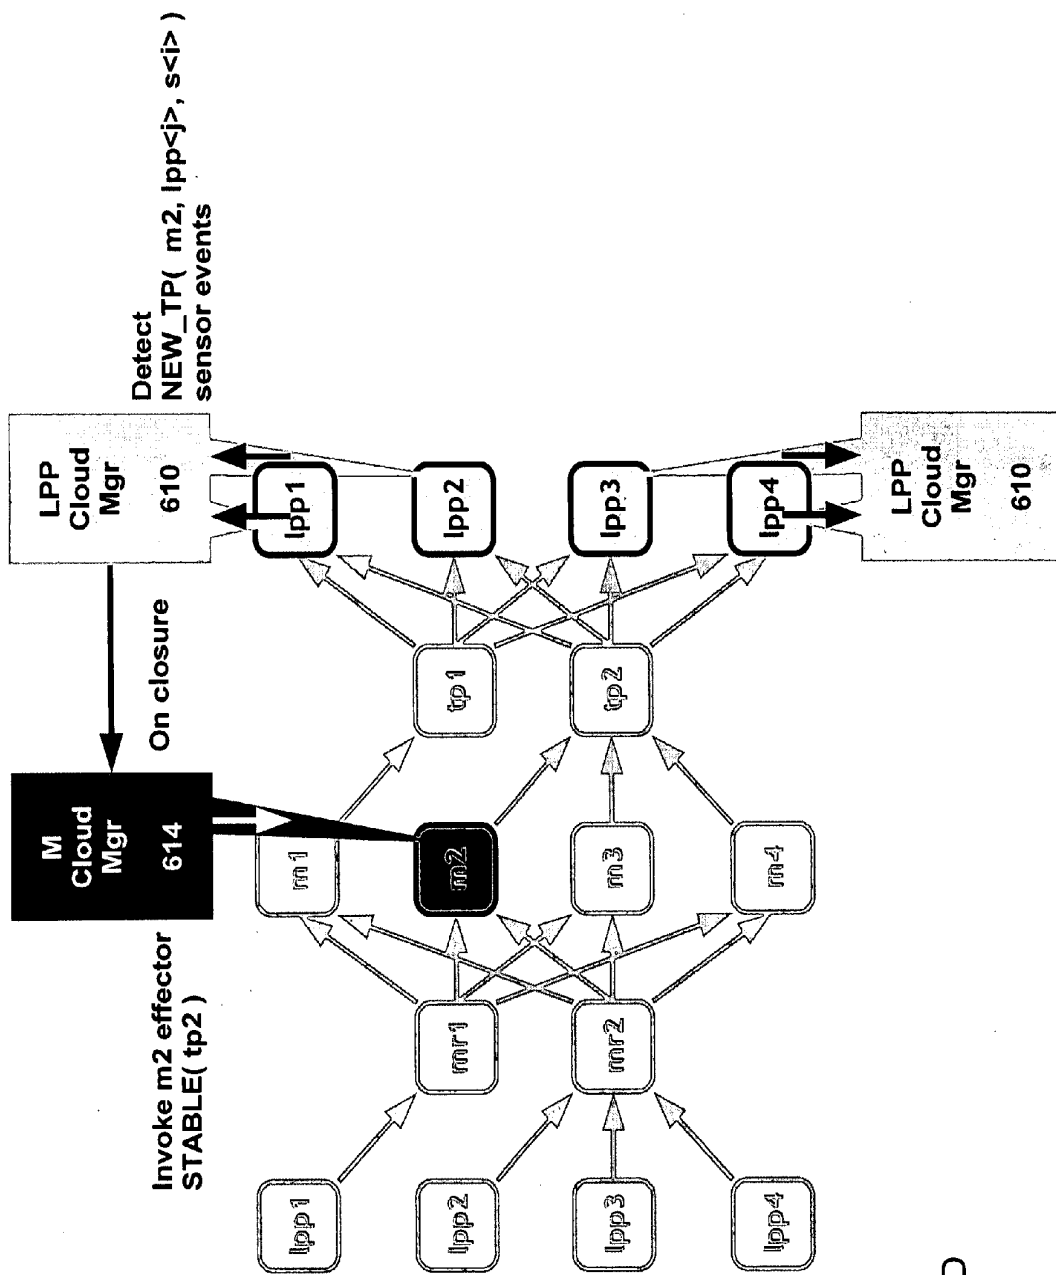 Invoke m2 effector
STABLE( tp2 )
M
Cloud
Mgr
614
On closure
LPP
Cloud
Mgr
610
Detect
NEW_TP( m2, lpp<j>, s<i> )
sensor events
lpp1
m1
lpp1
lpp2
mr1
m2
tp1
lpp2
lpp3
mr2
m3
tp2
lpp3
lpp4
m4
lpp4
LPP
Cloud
Mgr
610